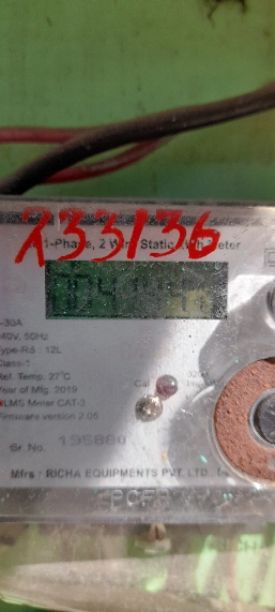 233136
1-Phase, 2 Wire Static kWh Meter
-30A
240V, 50Hz
Type-RS : 12L
Class-1
Ref. Temp. 27°C
Year of Mfg. 2019
DLMS Meter CAT-3
Firmware version 2.05
Cal
Sr. No. 195880
Mfrs : RICHA EQUIPMENTS PVT. LTD.